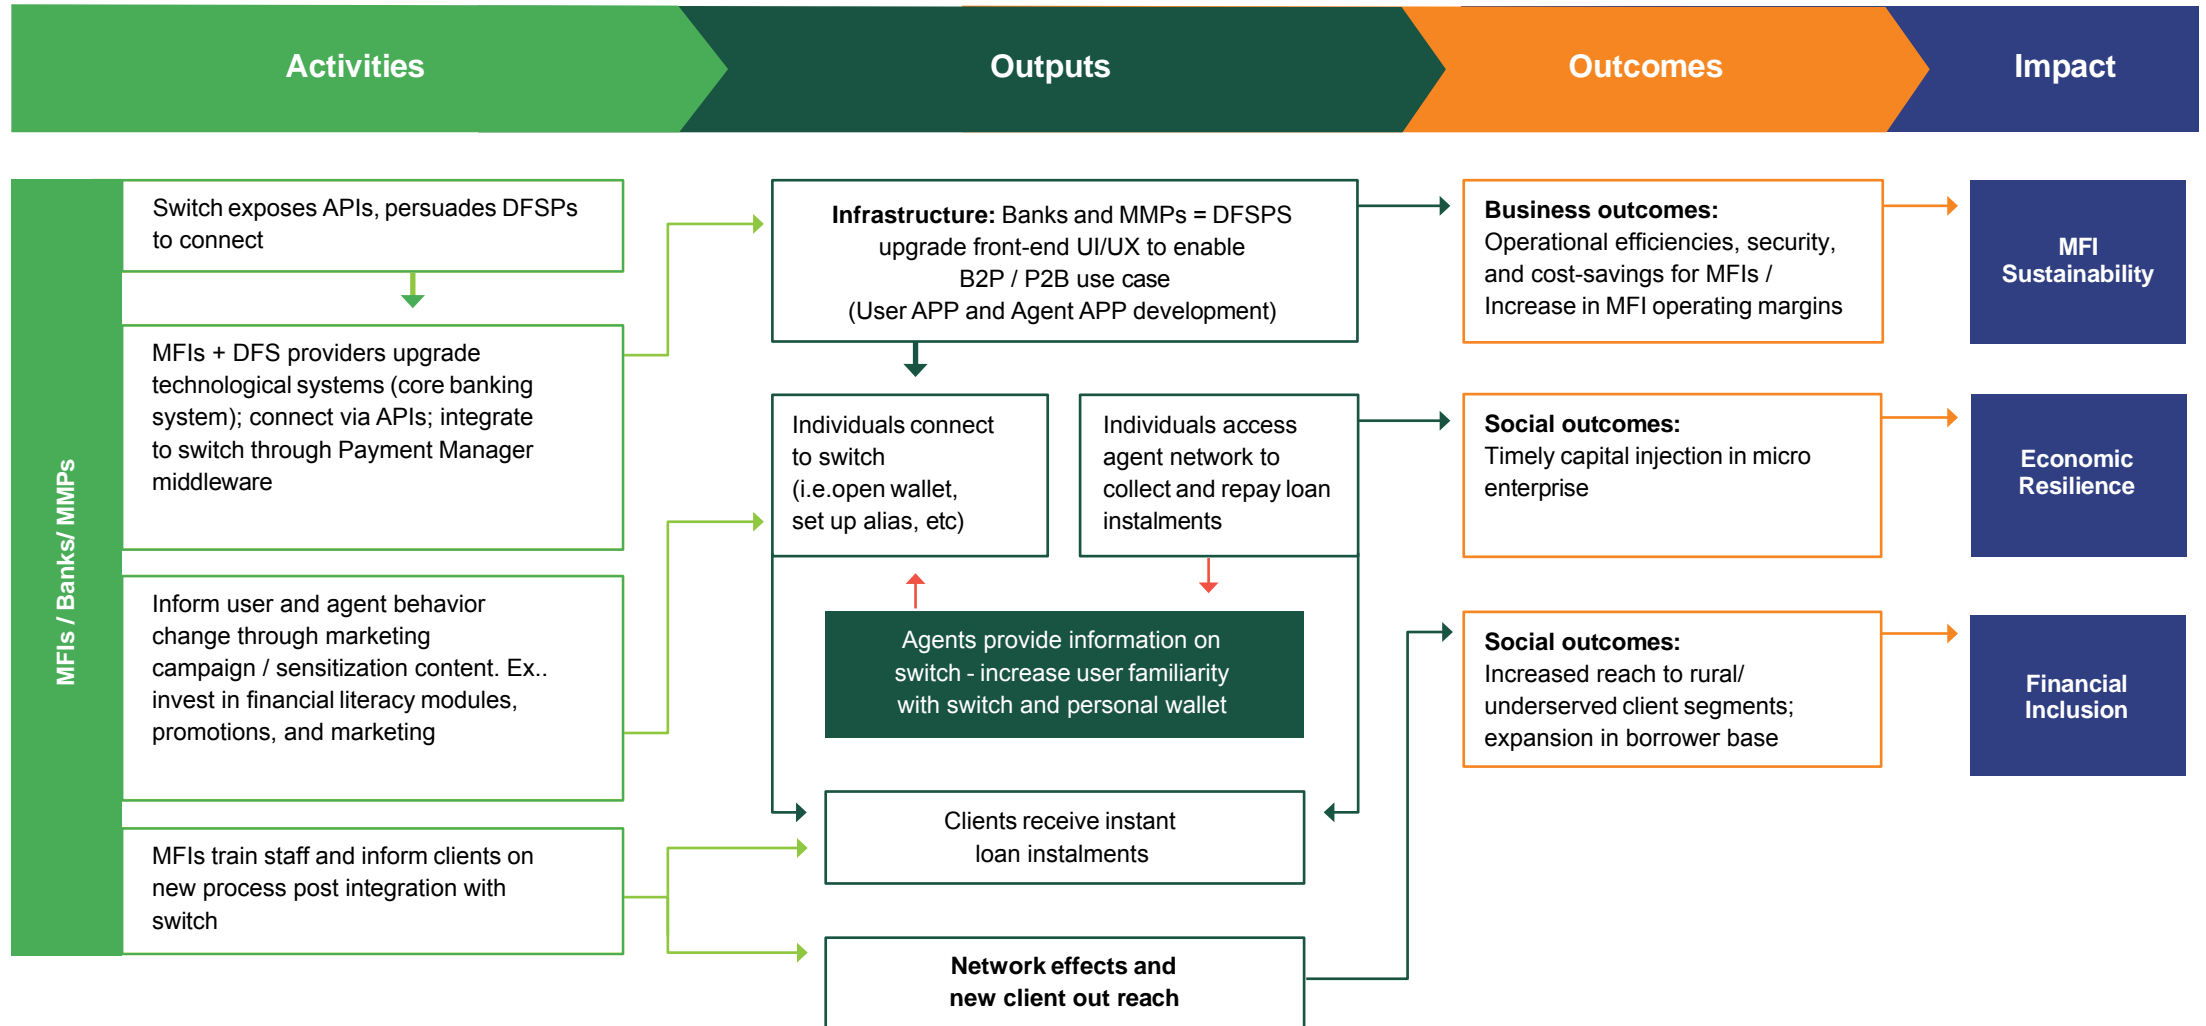 Activities
Outputs
Outcomes
Impact
MFIs / Banks/ MMPs
Switch exposes APIs, persuades DFSPs
to connect
MFIs + DFS providers upgrade
technological systems (core banking
system); connect via APIs; integrate
to switch through Payment Manager
middleware
Inform user and agent behavior
change through marketing
campaign / sensitization content. Ex..
invest in financial literacy modules,
promotions, and marketing
MFIs train staff and inform clients on
new process post integration with
switch
Infrastructure: Banks and MMPs = DFSPS
upgrade front-end UI/UX to enable
B2P / P2B use case
(User APP and Agent APP development)
Individuals connect
to switch
(i.e.open wallet,
set up alias, etc)
Individuals access
agent network to
collect and repay loan
instalments
Agents provide information on
switch - increase user familiarity
with switch and personal wallet
Clients receive instant
loan instalments
Network effects and
new client out reach
Business outcomes:
Operational efficiencies, security,
and cost-savings for MFIs /
Increase in MFI operating margins
Social outcomes:
Timely capital injection in micro
enterprise
Social outcomes:
Increased reach to rural/
underserved client segments;
expansion in borrower base
MFI
Sustainability
Economic
Resilience
Financial
Inclusion